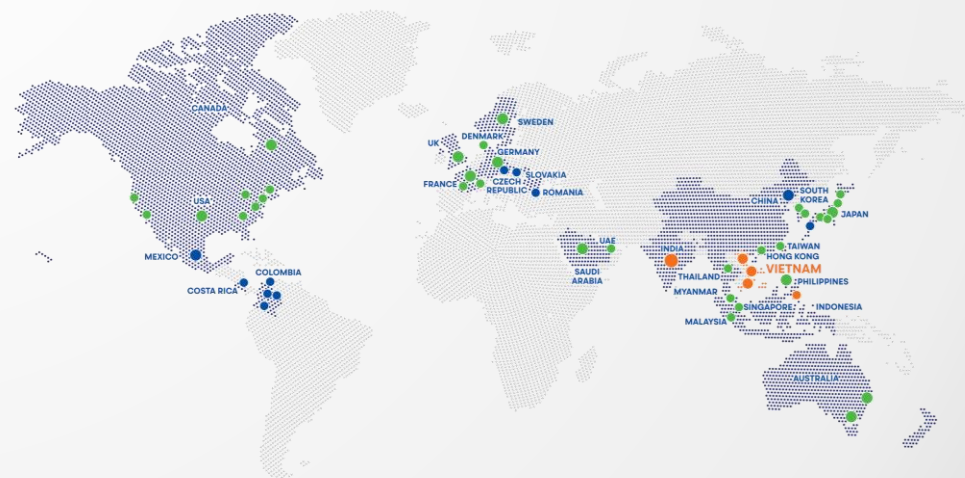 CANADA
USA
MEXICO
COSTA RICA
COLOMBIA
UK
DENMARK
SWEDEN
GERMANY
FRANCE
CZECH
REPUBLIC
SLOVAKIA
ROMANIA
SAUDI
ARABIA
UAE
INDIA
CHINA
SOUTH
KOREA
JAPAN
TAIWAN
HONG KONG
VIETNAM
THAILAND
PHILIPPINES
MYANMAR
SINGAPORE
INDONESIA
MALAYSIA
AUSTRALIA